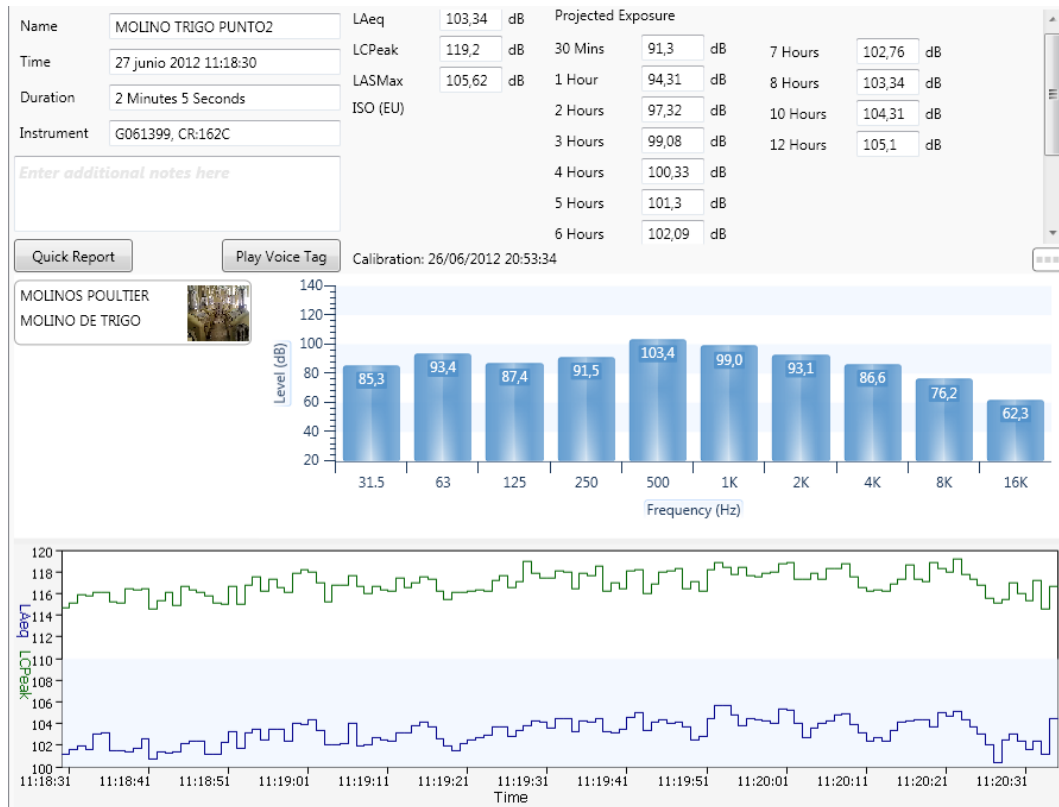 Name MOLINO TRIGO PUNTO2
Time 27 junio 2012 11:18:30
Duration 2 Minutes 5 Seconds
Instrument G061399, CR:162C
Enter additional notes here
Quick Report Play Voice Tag
LAeq 103,34 dB
LCPeak 119,2 dB
LASMax 105,62 dB
ISO (EU)
Projected Exposure
30 Mins 91,3 dB
1 Hour 94,31 dB
2 Hours 97,32 dB
3 Hours 99,08 dB
4 Hours 100,33 dB
5 Hours 101,3 dB
6 Hours 102,09 dB
7 Hours 102,76 dB
8 Hours 103,34 dB
10 Hours 104,31 dB
12 Hours 105,1 dB
Calibration: 26/06/2012 20:53:34
MOLINOS POULTIER
MOLINO DE TRIGO
Level (dB)
140
120
100
80
60
40
20
85,3 93,4 87,4 91,5 103,4 99,0 93,1 86,6 76,2 62,3
31.5 63 125 250 500 1K 2K 4K 8K 16K
Frequency (Hz)
LAeq
LCPeak
120
118
116
114
112
110
108
106
104
102
100
11:18:31 11:18:41 11:18:51 11:19:01 11:19:11 11:19:21 11:19:31 11:19:41 11:19:51 11:20:01 11:20:11 11:20:21 11:20:31
Time